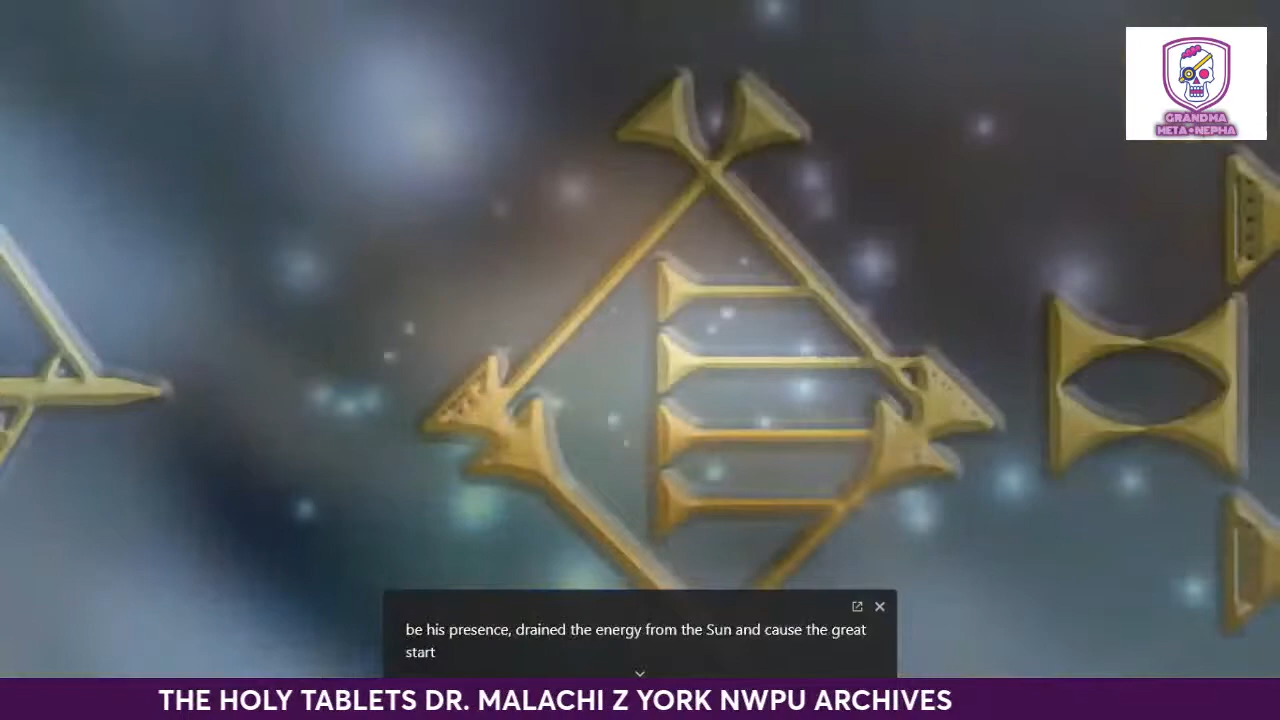 GRANDMA
META•NEPHA
be his presence, drained the energy from the Sun and cause the great
start
THE HOLY TABLETS DR. MALACHI Z YORK NWPU ARCHIVES